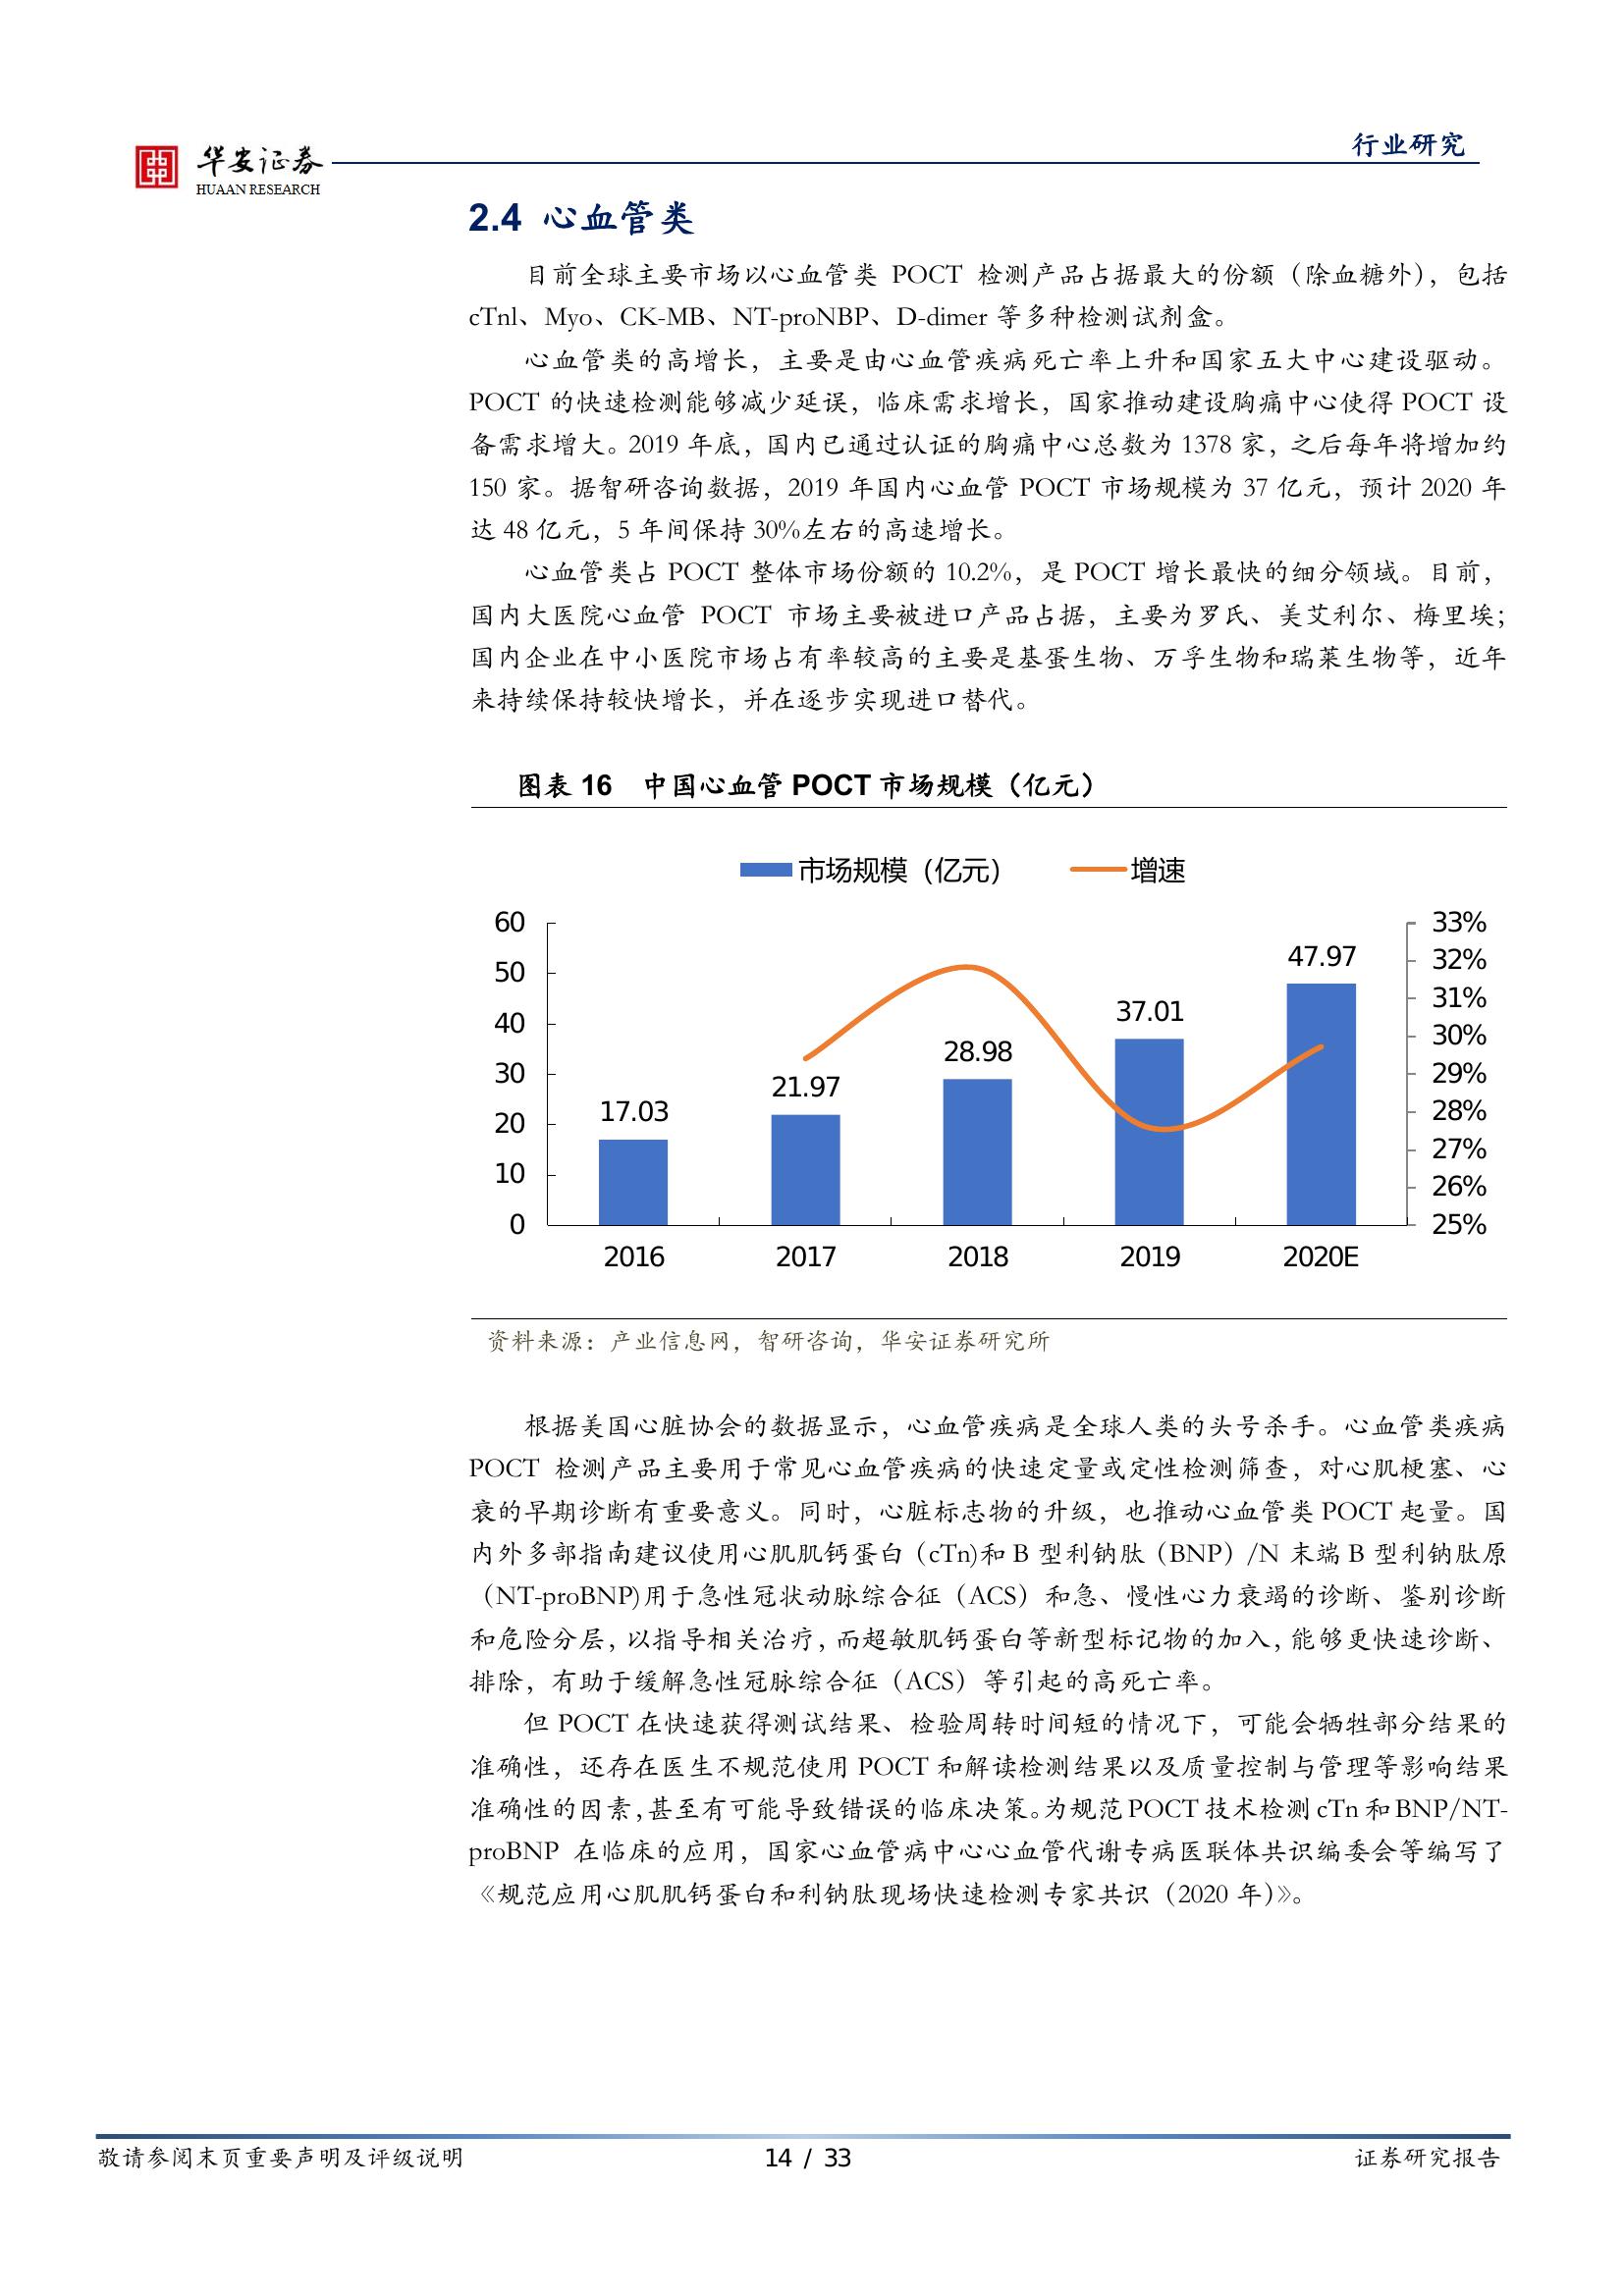 华安证券
HUAAN RESEARCH
行业研究
2.4 心血管类
目前全球主要市场以心血管类 POCT 检测产品占据最大的份额（除血糖外），包括
cTnl、Myo、CK-MB、NT-proNBP、D-dimer 等多种检测试剂盒。
心血管类的高增长，主要是由心血管疾病死亡率上升和国家五大中心建设驱动。
POCT 的快速检测能够减少延误，临床需求增长，国家推动建设胸痛中心使得 POCT 设
备需求增大。2019 年底，国内已通过认证的胸痛中心总数为 1378 家，之后每年将增加约
150 家。据智研咨询数据，2019 年国内心血管 POCT 市场规模为 37 亿元，预计 2020 年
达 48 亿元，5 年间保持 30%左右的高速增长。
心血管类占 POCT 整体市场份额的 10.2%，是 POCT 增长最快的细分领域。目前，
国内大医院心血管 POCT 市场主要被进口产品占据，主要为罗氏、美艾利尔、梅里埃；
国内企业在中小医院市场占有率较高的主要是基蛋生物、万孚生物和瑞莱生物等，近年
来持续保持较快增长，并在逐步实现进口替代。
图表 16 中国心血管 POCT 市场规模（亿元）
市场规模（亿元） 增速
60 33%
50 32%
40 31%
30 30%
20 29%
10 28%
0 27%
26%
25%
17.03 21.97 28.98 37.01 47.97
2016 2017 2018 2019 2020E
资料来源：产业信息网，智研咨询，华安证券研究所
根据美国心脏协会的数据显示，心血管疾病是全球人类的头号杀手。心血管类疾病
POCT 检测产品主要用于常见心血管疾病的快速定量或定性检测筛查，对心肌梗塞、心
衰的早期诊断有重要意义。同时，心脏标志物的升级，也推动心血管类 POCT 起量。国
内外多部指南建议使用心肌肌钙蛋白（cTn)和 B 型利钠肽（BNP）/N 末端 B 型利钠肽原
（NT-proBNP)用于急性冠状动脉综合征（ACS）和急、慢性心力衰竭的诊断、鉴别诊断
和危险分层，以指导相关治疗，而超敏肌钙蛋白等新型标记物的加入，能够更快速诊断、
排除，有助于缓解急性冠脉综合征（ACS）等引起的高死亡率。
但 POCT 在快速获得测试结果、检验周转时间短的情况下，可能会牺牲部分结果的
准确性，还存在医生不规范使用 POCT 和解读检测结果以及质量控制与管理等影响结果
准确性的因素，甚至有可能导致错误的临床决策。为规范 POCT 技术检测 cTn 和 BNP/NT-
proBNP 在临床的应用，国家心血管病中心心血管代谢专病医联体共识编委会等编写了
《规范应用心肌肌钙蛋白和利钠肽现场快速检测专家共识（2020 年）》。
敬请参阅末页重要声明及评级说明 14 / 33 证券研究报告